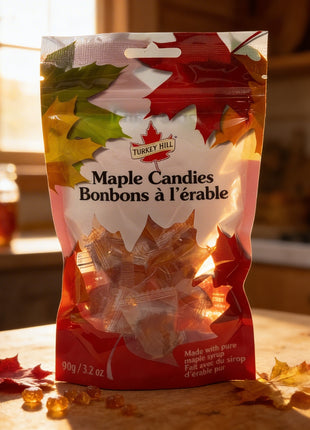 TURKEY HILL
Maple Candies
Bonbons à l'érable
Made with pure
maple syrup
Fait avec du sirop
d'érable pur
90g / 3.2 oz